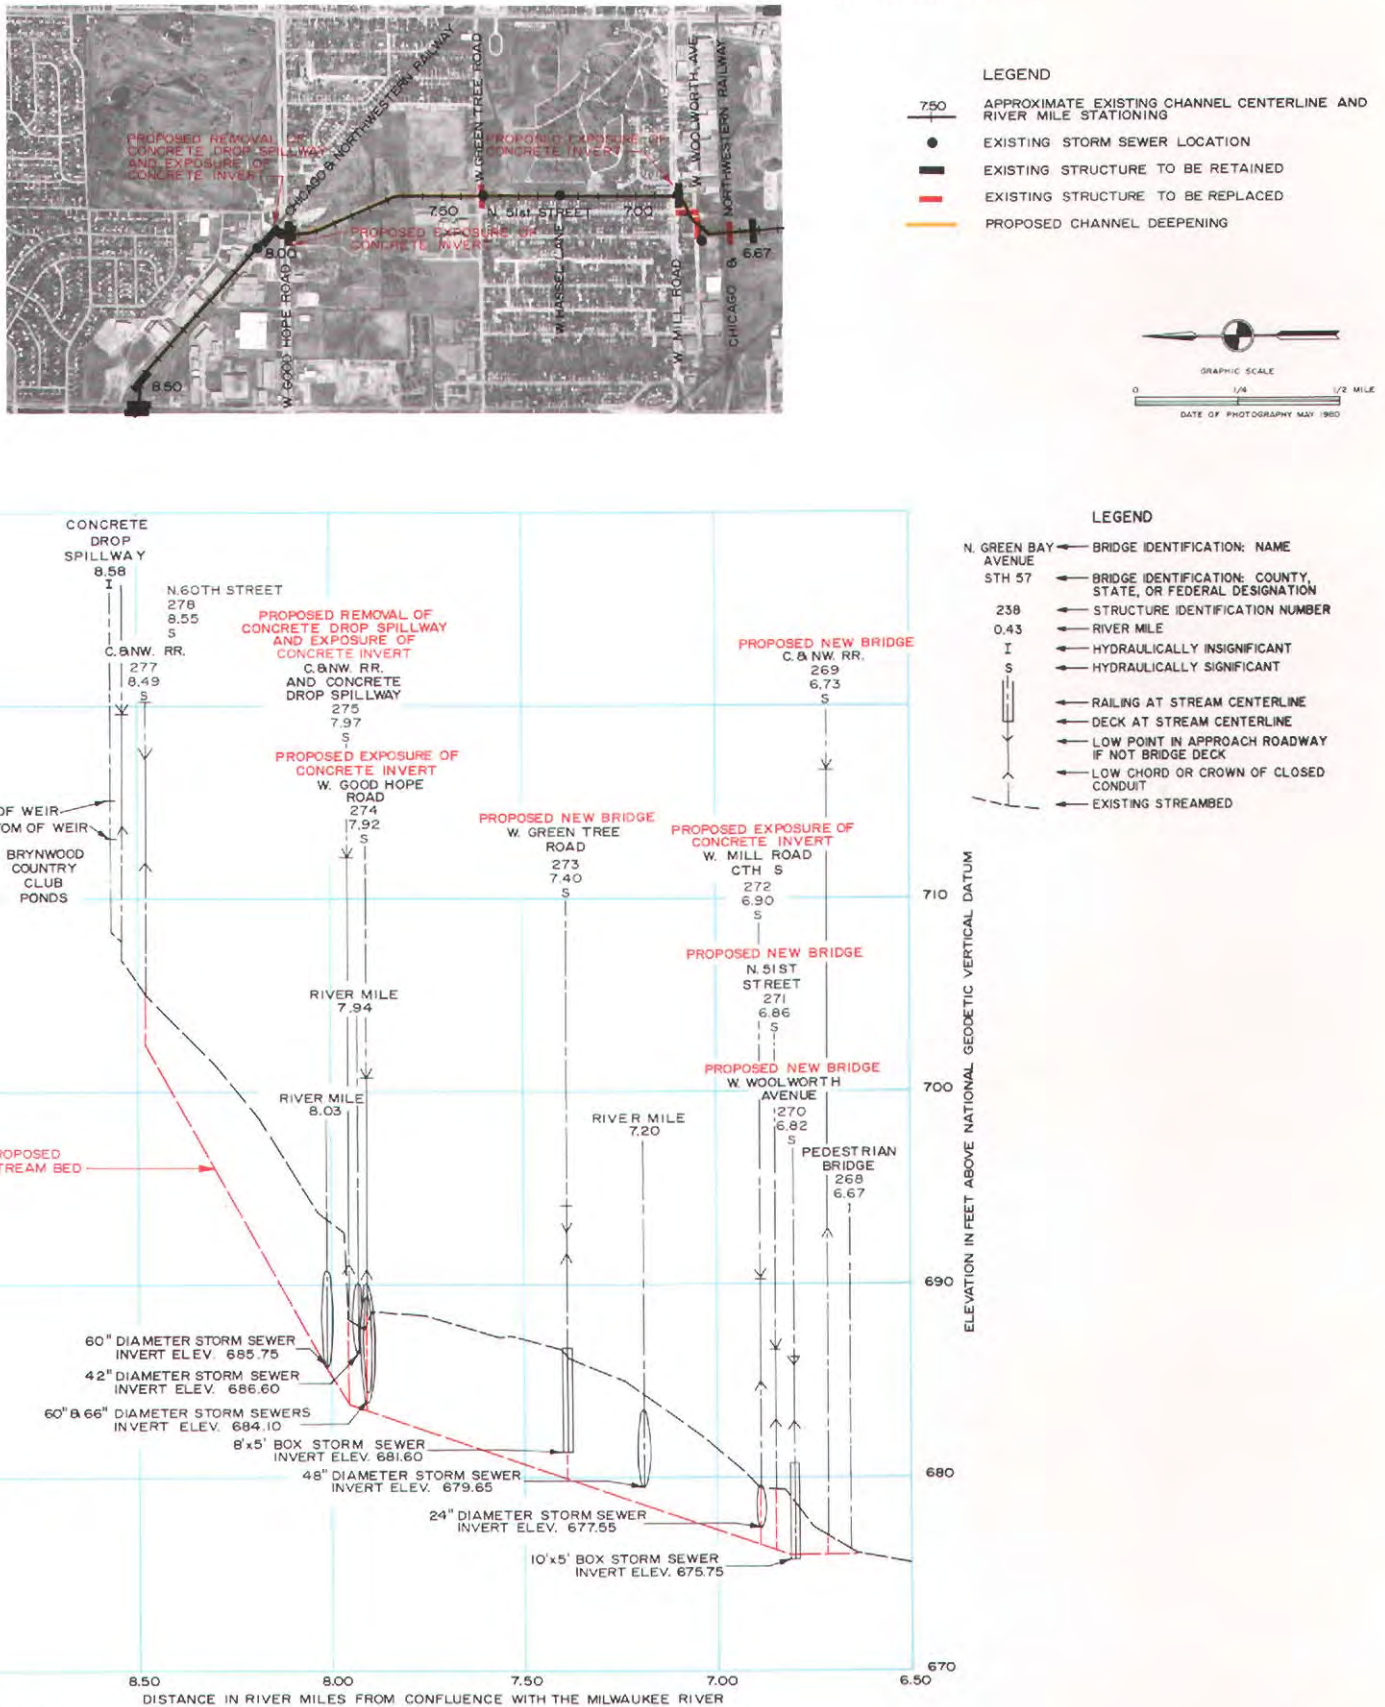 PROPOSED REMOVAL OF
CONCRETE DROP SPILLWAY
AND EXPOSURE OF
CONCRETE INVERT
CHICAGO & NORTHWESTERN RAILWAY
W. GREEN TREE ROAD
PROPOSED EXPOSURE OF
CONCRETE INVERT
W. WOOLWORTH AVE.
CHICAGO & NORTHWESTERN RAILWAY
7.50
N. 51st STREET
7.00
PROPOSED EXPOSURE OF
CONCRETE INVERT
8.00
6.67
W. HASSEL LANE
W. MILL ROAD
W. GOOD HOPE ROAD
8.50
LEGEND
7.50
APPROXIMATE EXISTING CHANNEL CENTERLINE AND
RIVER MILE STATIONING
EXISTING STORM SEWER LOCATION
EXISTING STRUCTURE TO BE RETAINED
EXISTING STRUCTURE TO BE REPLACED
PROPOSED CHANNEL DEEPENING
GRAPHIC SCALE
0 1/4 1/2 MILE
DATE OF PHOTOGRAPHY MAY 1980
CONCRETE
DROP
SPILLWAY
8.58
I
N. 60TH STREET
278
8.55
S
C.&NW. RR.
277
8.49
S
OF WEIR
TOM OF WEIR
BRYNWOOD
COUNTRY
CLUB
PONDS
PROPOSED REMOVAL OF
CONCRETE DROP SPILLWAY
AND EXPOSURE OF
CONCRETE INVERT
C.&NW. RR.
AND CONCRETE
DROP SPILLWAY
275
7.97
S
PROPOSED EXPOSURE OF
CONCRETE INVERT
W. GOOD HOPE
ROAD
274
7.92
S
RIVER MILE
7.94
RIVER MILE
8.03
PROPOSED NEW BRIDGE
W. GREEN TREE
ROAD
273
7.40
S
RIVER MILE
7.20
PROPOSED NEW BRIDGE
C.& NW. RR.
269
6.73
S
PROPOSED EXPOSURE OF
CONCRETE INVERT
W. MILL ROAD
CTH S
272
6.90
S
PROPOSED NEW BRIDGE
N. 51ST
STREET
271
6.86
S
PROPOSED NEW BRIDGE
W. WOOLWORTH
AVENUE
270
6.82
S
PEDESTRIAN
BRIDGE
268
6.67
ROPOSED
TREAM BED
60" DIAMETER STORM SEWER
INVERT ELEV. 685.75
42" DIAMETER STORM SEWER
INVERT ELEV. 686.60
60" & 66" DIAMETER STORM SEWERS
INVERT ELEV. 684.10
8'x5' BOX STORM SEWER
INVERT ELEV. 681.60
48" DIAMETER STORM SEWER
INVERT ELEV. 679.65
24" DIAMETER STORM SEWER
INVERT ELEV. 677.55
10'x5' BOX STORM SEWER
INVERT ELEV. 675.75
710
700
690
680
670
ELEVATION IN FEET ABOVE NATIONAL GEODETIC VERTICAL DATUM
8.50 8.00 7.50 7.00 6.50
DISTANCE IN RIVER MILES FROM CONFLUENCE WITH THE MILWAUKEE RIVER
LEGEND
N. GREEN BAY
AVENUE
BRIDGE IDENTIFICATION: NAME
STH 57
BRIDGE IDENTIFICATION: COUNTY,
STATE, OR FEDERAL DESIGNATION
238
STRUCTURE IDENTIFICATION NUMBER
0.43
RIVER MILE
I
HYDRAULICALLY INSIGNIFICANT
S
HYDRAULICALLY SIGNIFICANT
RAILING AT STREAM CENTERLINE
DECK AT STREAM CENTERLINE
LOW POINT IN APPROACH ROADWAY
IF NOT BRIDGE DECK
LOW CHORD OR CROWN OF CLOSED
CONDUIT
EXISTING STREAMBED